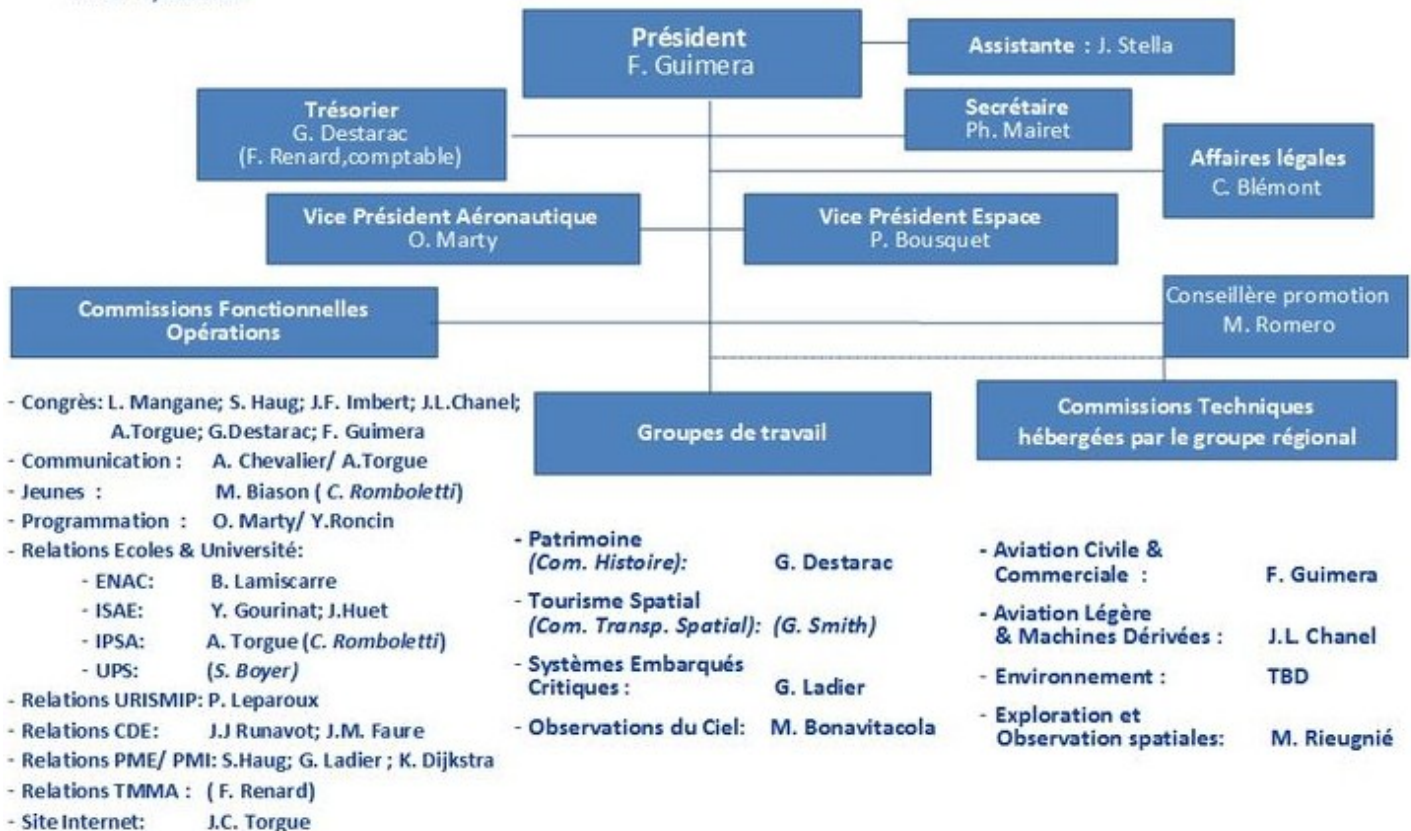 Président
F. Guimera
Assistante : J. Stella
Trésorier
G. Destarac
(F. Renard,comptable)
Secrétaire
Ph. Mairet
Affaires légales
C. Blémont
Vice Président Aéronautique
O. Marty
Vice Président Espace
P. Bousquet
Commissions Fonctionnelles
Opérations
Conseillère promotion
M. Romero
Groupes de travail
Commissions Techniques
hébergées par le groupe régional
- Congrès: L. Mangane; S. Haug; J.F. Imbert; J.L.Chanel;
A.Torgue; G.Destarac; F. Guimera
- Communication : A. Chevalier/ A.Torgue
- Jeunes : M. Biason ( C. Romboletti)
- Programmation : O. Marty/ Y.Roncin
- Relations Ecoles & Université:
- ENAC: B. Lamiscarre
- ISAE: Y. Gourinat; J.Huet
- IPSA: A. Torgue (C. Romboletti)
- UPS: (S. Boyer)
- Relations URISMIP: P. Leparoux
- Relations CDE: J.J Runavot; J.M. Faure
- Relations PME/ PMI: S.Haug; G. Ladier ; K. Dijkstra
- Relations TMMA : ( F. Renard)
- Site Internet: J.C. Torgue
- Patrimoine
(Com. Histoire): G. Destarac
- Tourisme Spatial
(Com. Transp. Spatial): (G. Smith)
- Systèmes Embarqués
Critiques : G. Ladier
- Observations du Ciel: M. Bonavitacola
- Aviation Civile &
Commerciale : F. Guimera
- Aviation Légère
& Machines Dérivées : J.L. Chanel
- Environnement : TBD
- Exploration et
Observation spatiales: M. Rieugnié